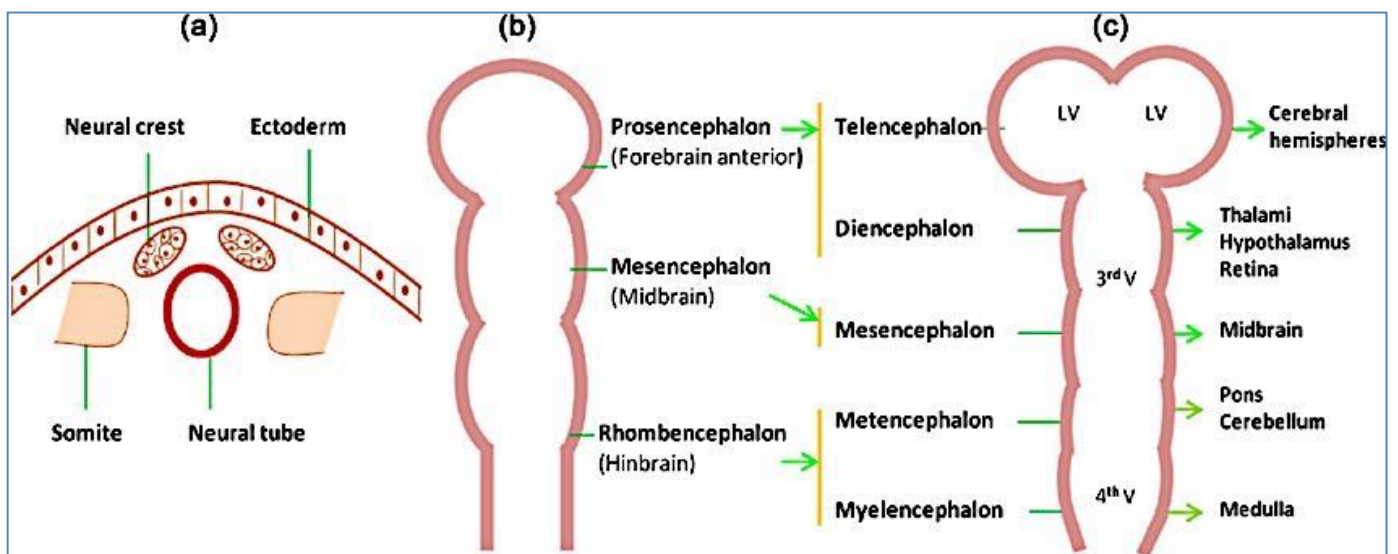 (a)
Neural crest
Ectoderm
Somite
Neural tube
(b)
Prosencephalon
(Forebrain anterior)
Mesencephalon
(Midbrain)
Rhombencephalon
(Hinbrain)
Telencephalon
Diencephalon
Mesencephalon
Metencephalon
Myelencephalon
(c)
LV
LV
3rd V
4th V
Cerebral
hemispheres
Thalami
Hypothalamus
Retina
Midbrain
Pons
Cerebellum
Medulla